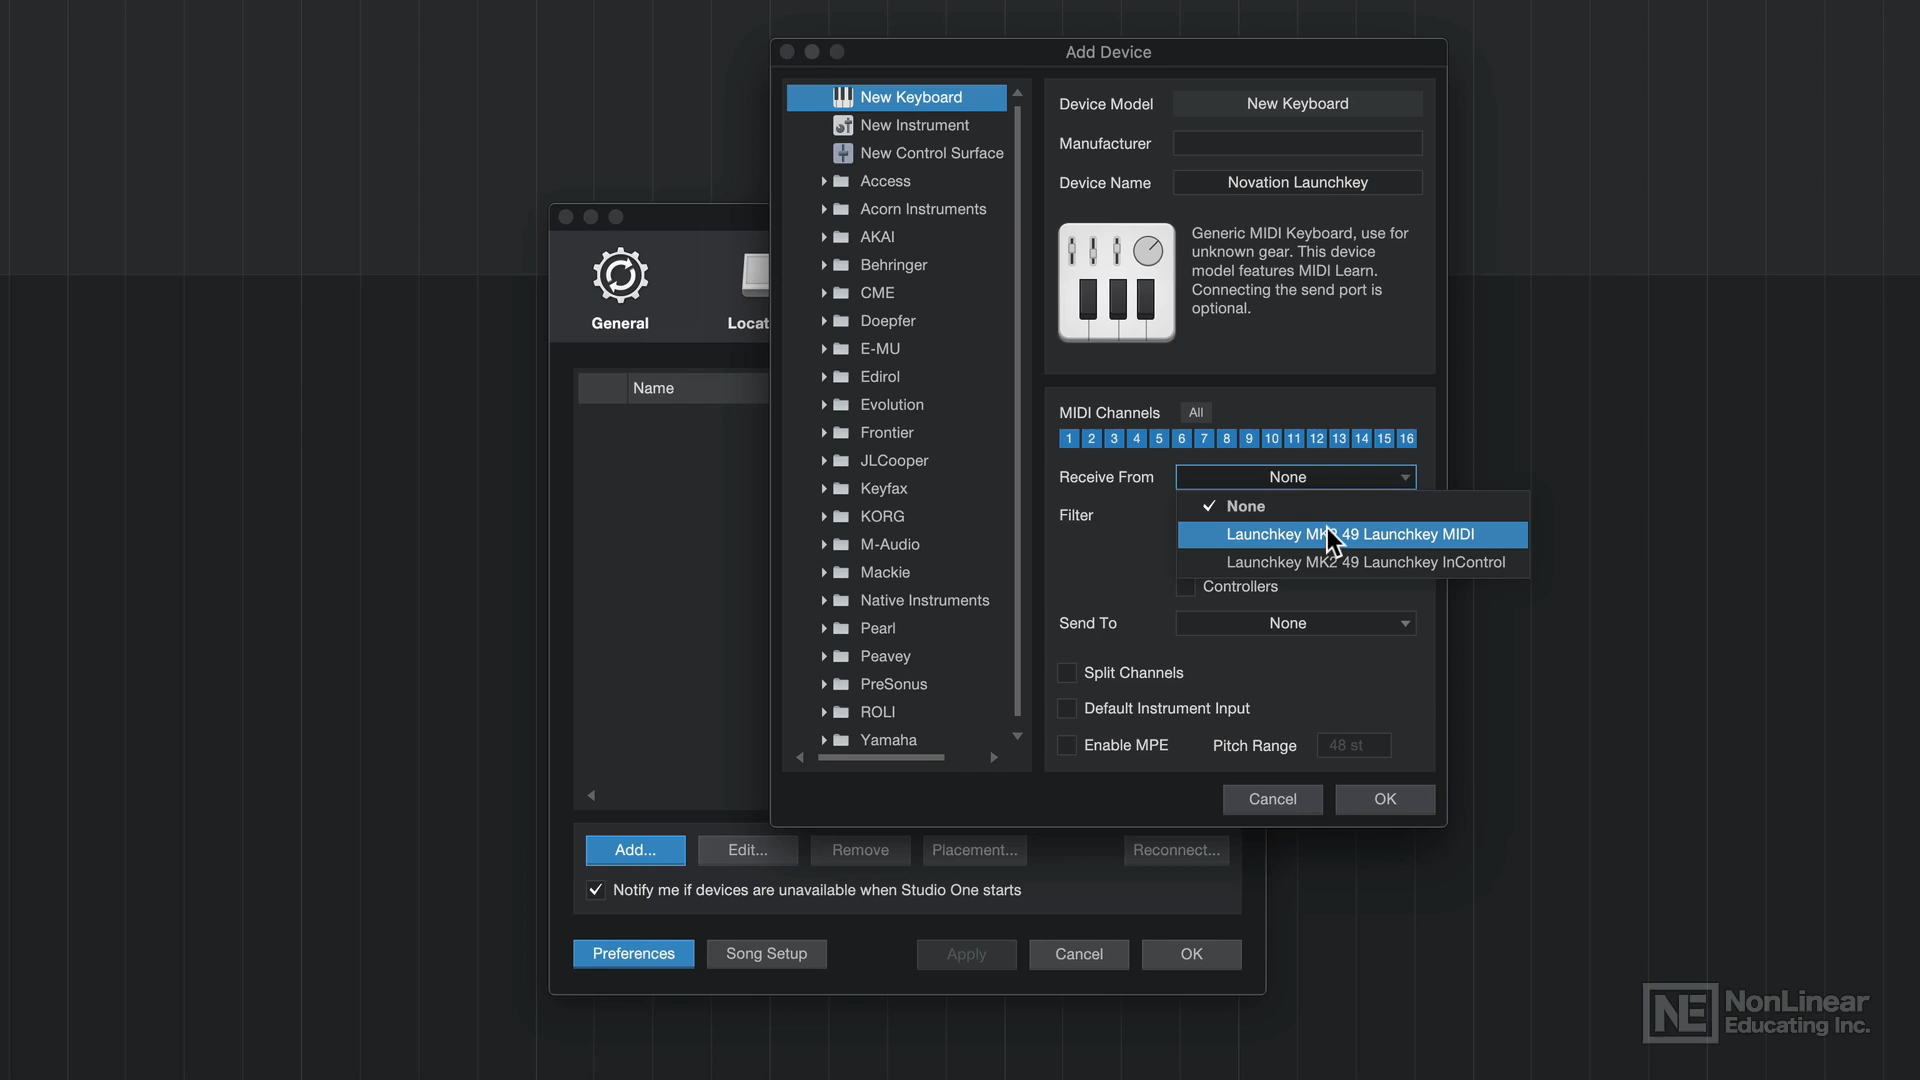 Add Device
New Keyboard
New Instrument
New Control Surface
Access
Acorn Instruments
AKAI
Behringer
CME
Doepfer
E-MU
Edirol
Evolution
Frontier
JLCooper
Keyfax
KORG
M-Audio
Mackie
Native Instruments
Pearl
Peavey
PreSonus
ROLI
Yamaha
Device Model New Keyboard
Manufacturer
Device Name Novation Launchkey
Generic MIDI Keyboard, use for
unknown gear. This device
model features MIDI Learn.
Connecting the send port is
optional.
MIDI Channels All
1 2 3 4 5 6 7 8 9 10 11 12 13 14 15 16
Receive From None
None
Launchkey MK2 49 Launchkey MIDI
Launchkey MK2 49 Launchkey InControl
Filter
Controllers
Send To None
Split Channels
Default Instrument Input
Enable MPE Pitch Range 48 st
Cancel OK
General
Locat
Name
Add... Edit... Remove Placement... Reconnect...
Notify me if devices are unavailable when Studio One starts
Preferences Song Setup Apply Cancel OK
NE NonLinear
Educating Inc.